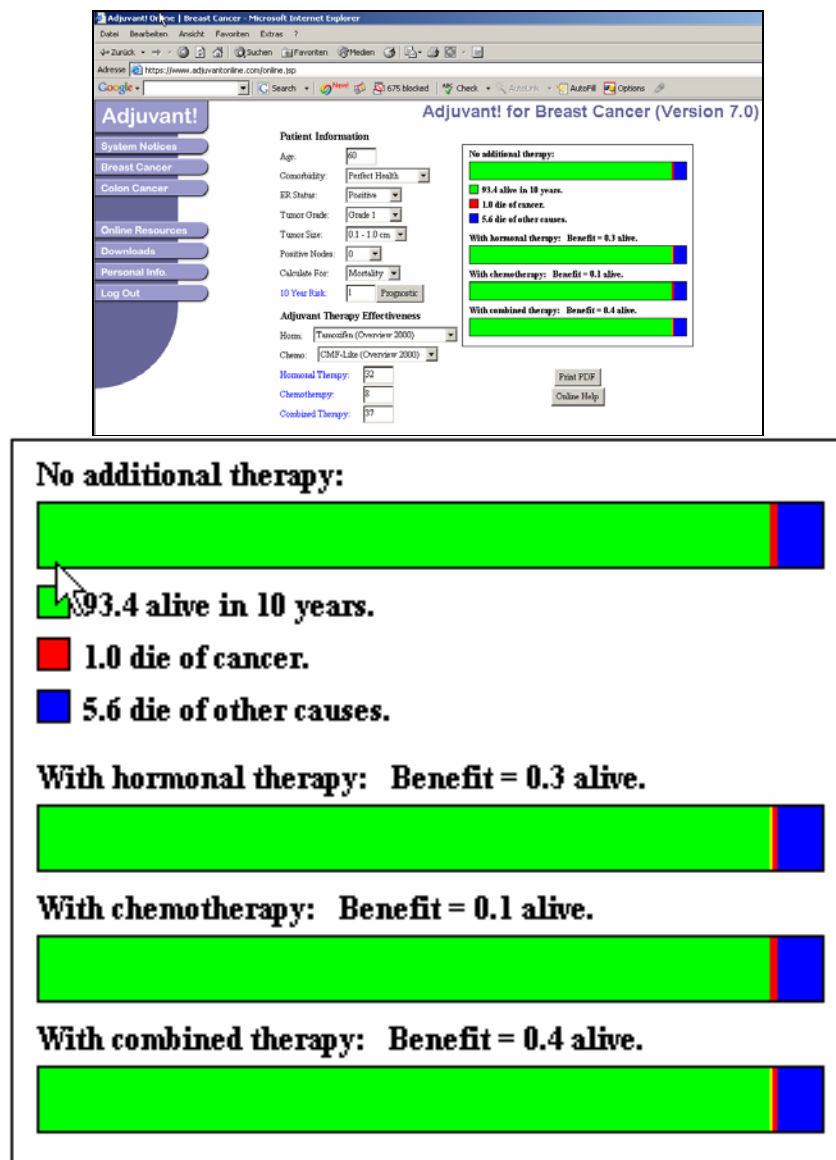 Adjuvant! Online | Breast Cancer - Microsoft Internet Explorer
Datei Bearbeiten Ansicht Favoriten Extras ?
Zurück Suchen Favoriten Medien
Adresse https://www.adjuvantonline.com/online.jsp
Google Search New! 675 blocked Check AutoLink AutoFill Options
Adjuvant!
Adjuvant! for Breast Cancer (Version 7.0)
System Notices
Breast Cancer
Colon Cancer
Online Resources
Downloads
Personal Info.
Log Out
Patient Information
Age: 60
Comorbidity: Perfect Health
ER Status: Positive
Tumor Grade: Grade 1
Tumor Size: 0.1 - 1.0 cm
Positive Nodes: 0
Calculate For: Mortality
10 Year Risk: 1 Prognostic
Adjuvant Therapy Effectiveness
Horm: Tamoxifen (Overview 2000)
Chemo: CMF-Like (Overview 2000)
Hormonal Therapy: 32
Chemotherapy: 8
Combined Therapy: 37
No additional therapy:
93.4 alive in 10 years.
1.0 die of cancer.
5.6 die of other causes.
With hormonal therapy: Benefit = 0.3 alive.
With chemotherapy: Benefit = 0.1 alive.
With combined therapy: Benefit = 0.4 alive.
Print PDF
Online Help
No additional therapy:
93.4 alive in 10 years.
1.0 die of cancer.
5.6 die of other causes.
With hormonal therapy: Benefit = 0.3 alive.
With chemotherapy: Benefit = 0.1 alive.
With combined therapy: Benefit = 0.4 alive.